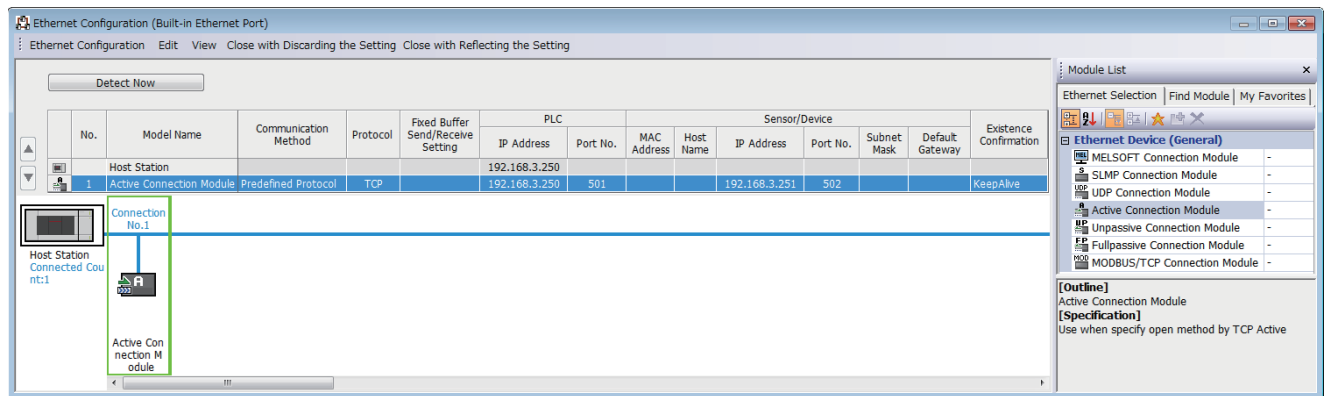 Ethernet Configuration (Built-in Ethernet Port)
Ethernet Configuration Edit View Close with Discarding the Setting Close with Reflecting the Setting
Detect Now
No. Model Name Communication Method Protocol Fixed Buffer Send/Receive Setting PLC Sensor/Device Existence Confirmation
IP Address Port No. MAC Address Host Name IP Address Port No. Subnet Mask Default Gateway
Host Station 192.168.3.250
1 Active Connection Module Predefined Protocol TCP 192.168.3.250 501 192.168.3.251 502 KeepAlive
Connection
No.1
Host Station
Connected Cou
nt:1
A
Active Con
nection M
odule
Module List
Ethernet Selection Find Module My Favorites
Ethernet Device (General)
MELSOFT Connection Module -
SLMP Connection Module -
UDP Connection Module -
Active Connection Module -
Unpassive Connection Module -
Fullpassive Connection Module -
MODBUS/TCP Connection Module -
[Outline]
Active Connection Module
[Specification]
Use when specify open method by TCP Active